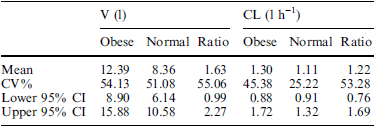 V (l) CL (l h⁻¹)
Obese Normal Ratio Obese Normal Ratio
Mean 12.39 8.36 1.63 1.30 1.11 1.22
CV% 54.13 51.08 55.06 45.38 25.22 53.28
Lower 95% CI 8.90 6.14 0.99 0.88 0.91 0.76
Upper 95% CI 15.88 10.58 2.27 1.72 1.32 1.69